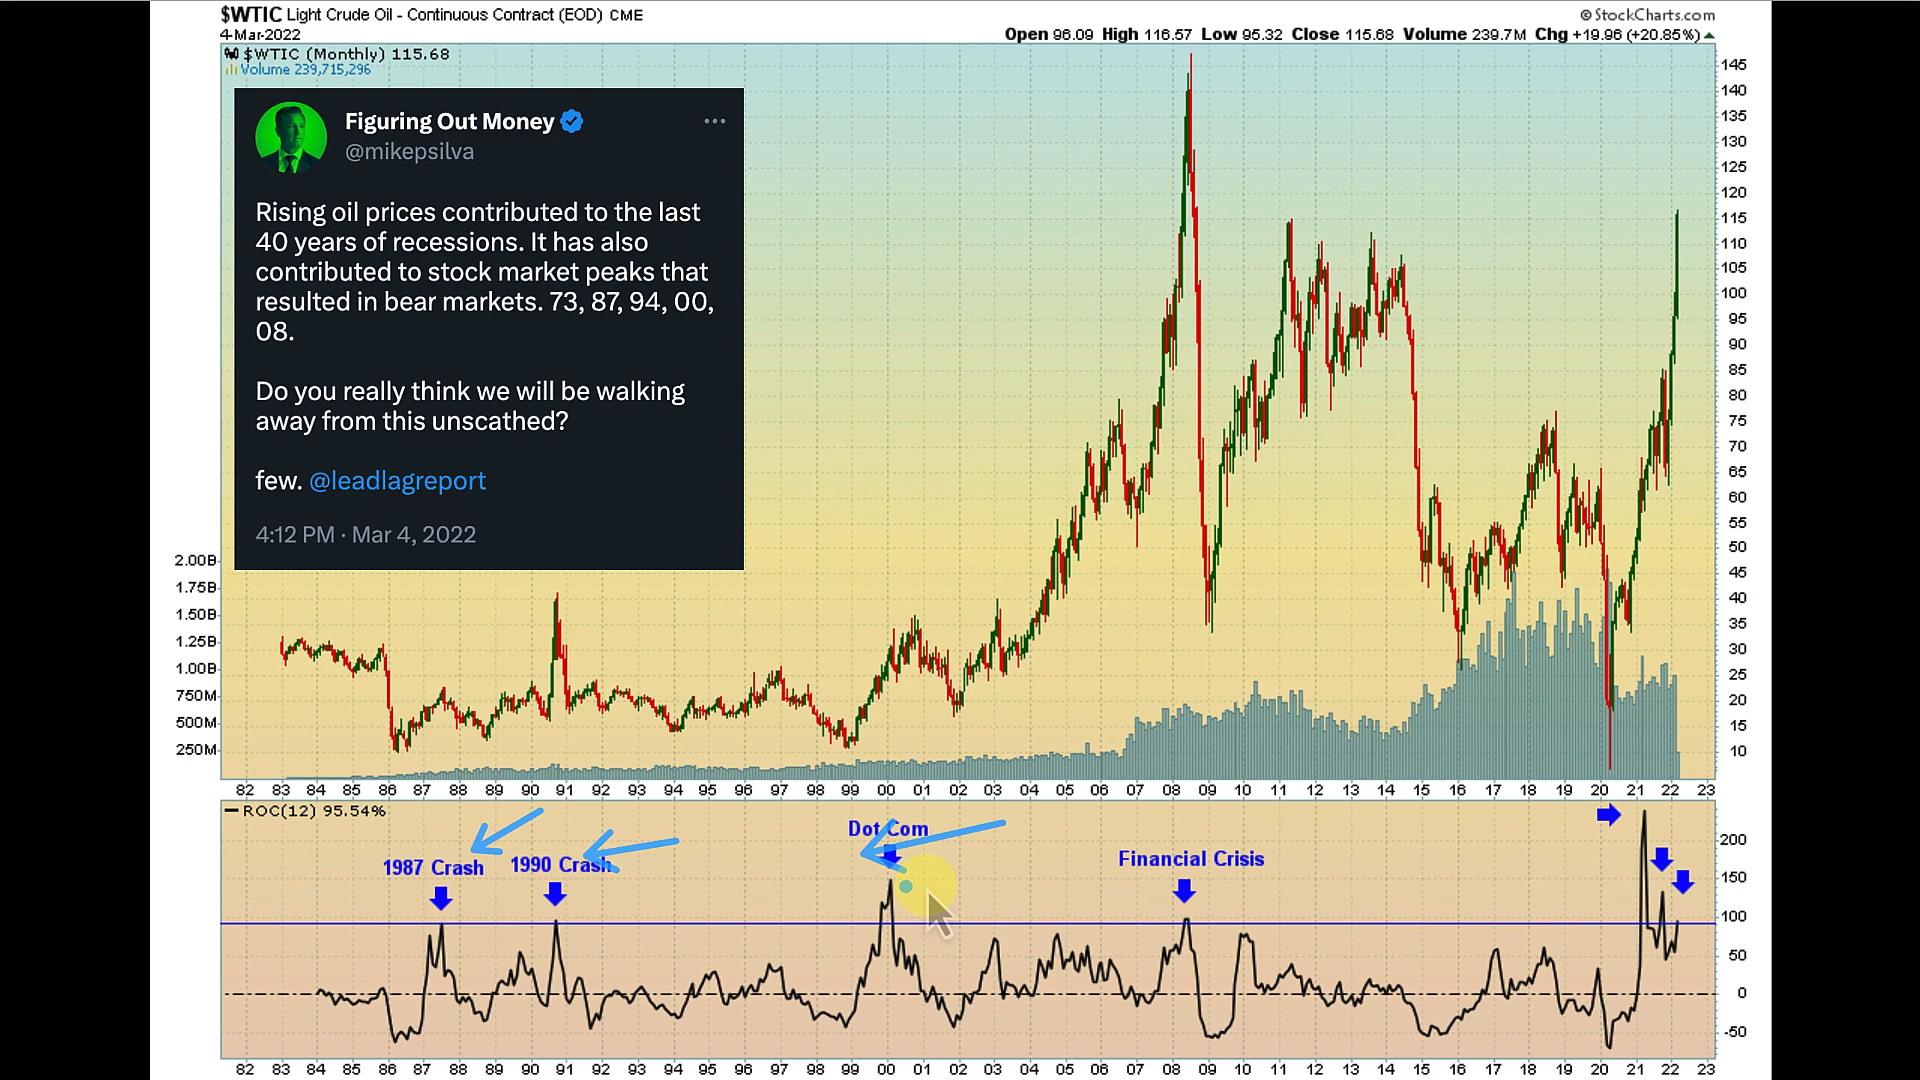 $WTIC Light Crude Oil - Continuous Contract (EOD) CME
© StockCharts.com
4-Mar-2022
Open 96.09 High 116.57 Low 95.32 Close 115.68 Volume 239.7M Chg +19.96 (+20.85%)
$WTIC (Monthly) 115.68
Volume 239,715,296
Figuring Out Money
@mikepsilva
Rising oil prices contributed to the last
40 years of recessions. It has also
contributed to stock market peaks that
resulted in bear markets. 73, 87, 94, 00,
08.
Do you really think we will be walking
away from this unscathed?
few. @leadlagreport
4:12 PM · Mar 4, 2022
145
140
135
130
125
120
115
110
105
100
95
90
85
80
75
70
65
60
55
50
45
40
35
30
25
20
15
10
2.00B
1.75B
1.50B
1.25B
1.00B
750M
500M
250M
82 83 84 85 86 87 88 89 90 91 92 93 94 95 96 97 98 99 00 01 02 03 04 05 06 07 08 09 10 11 12 13 14 15 16 17 18 19 20 21 22 23
ROC(12) 95.54%
1987 Crash
1990 Crash
Dot Com
Financial Crisis
200
150
100
50
0
-50
82 83 84 85 86 87 88 89 90 91 92 93 94 95 96 97 98 99 00 01 02 03 04 05 06 07 08 09 10 11 12 13 14 15 16 17 18 19 20 21 22 23